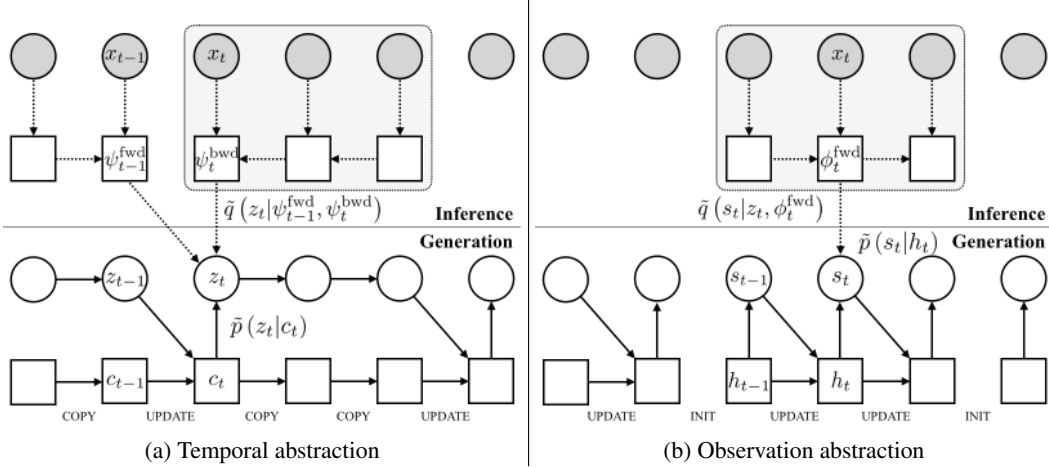 x_{t−1}
x_t
ψ^{fwd}_{t−1}
ψ^{bwd}_t
q̃ (z_t|ψ^{fwd}_{t−1}, ψ^{bwd}_t)
Inference
Generation
z_{t−1}
z_t
p̃ (z_t|c_t)
c_{t−1}
c_t
COPY UPDATE COPY COPY UPDATE
(a) Temporal abstraction
x_t
ϕ^{fwd}_t
q̃ (s_t|z_t, ϕ^{fwd}_t)
Inference
Generation
p̃ (s_t|h_t)
s_{t−1}
s_t
h_{t−1}
h_t
UPDATE INIT UPDATE UPDATE INIT
(b) Observation abstraction